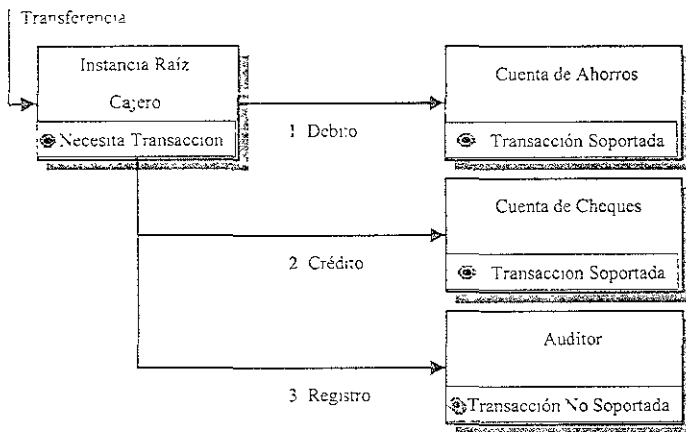 Transferencia
Instancia Raíz
Cajero
Necesita Transaccion
1 Debito
Cuenta de Ahorros
Transacción Soportada
Cuenta de Cheques
2 Crédito
Transaccion Soportada
Auditor
3 Registro
Transacción No Soportada